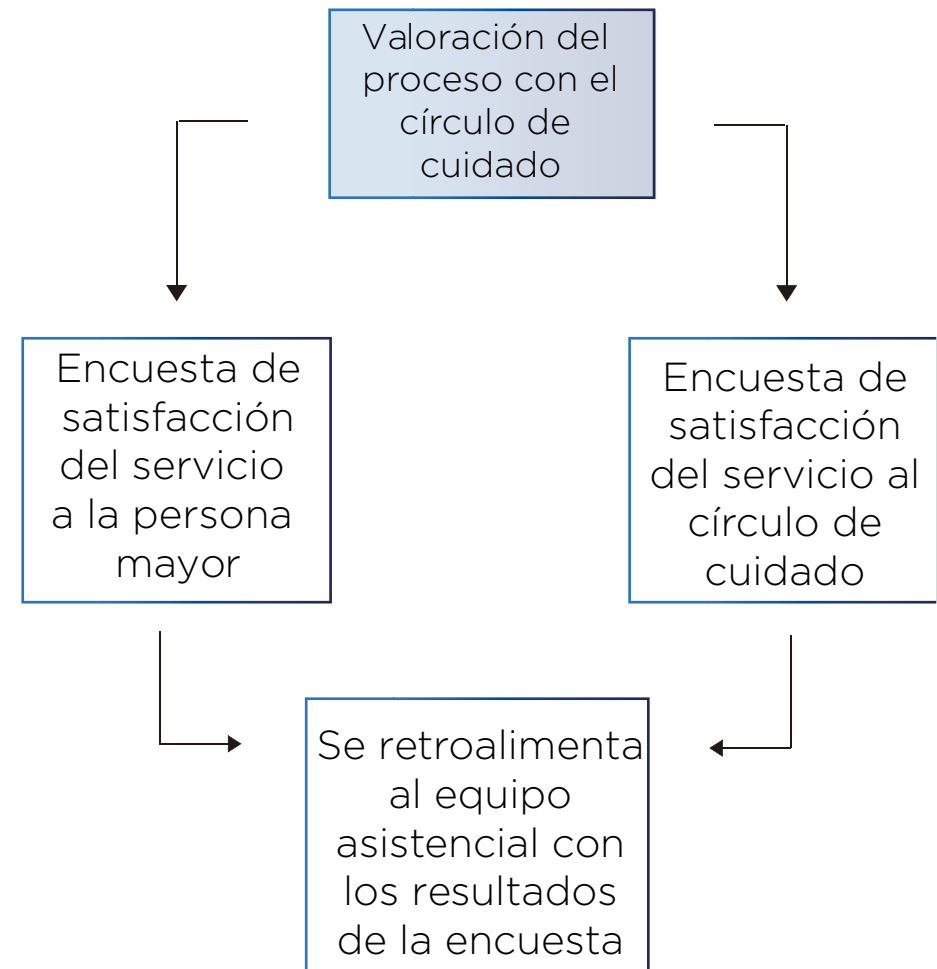 Valoración del
proceso con el
círculo de
cuidado
Encuesta de
satisfacción
del servicio
a la persona
mayor
Encuesta de
satisfacción
del servicio al
círculo de
cuidado
Se retroalimenta
al equipo
asistencial con
los resultados
de la encuesta